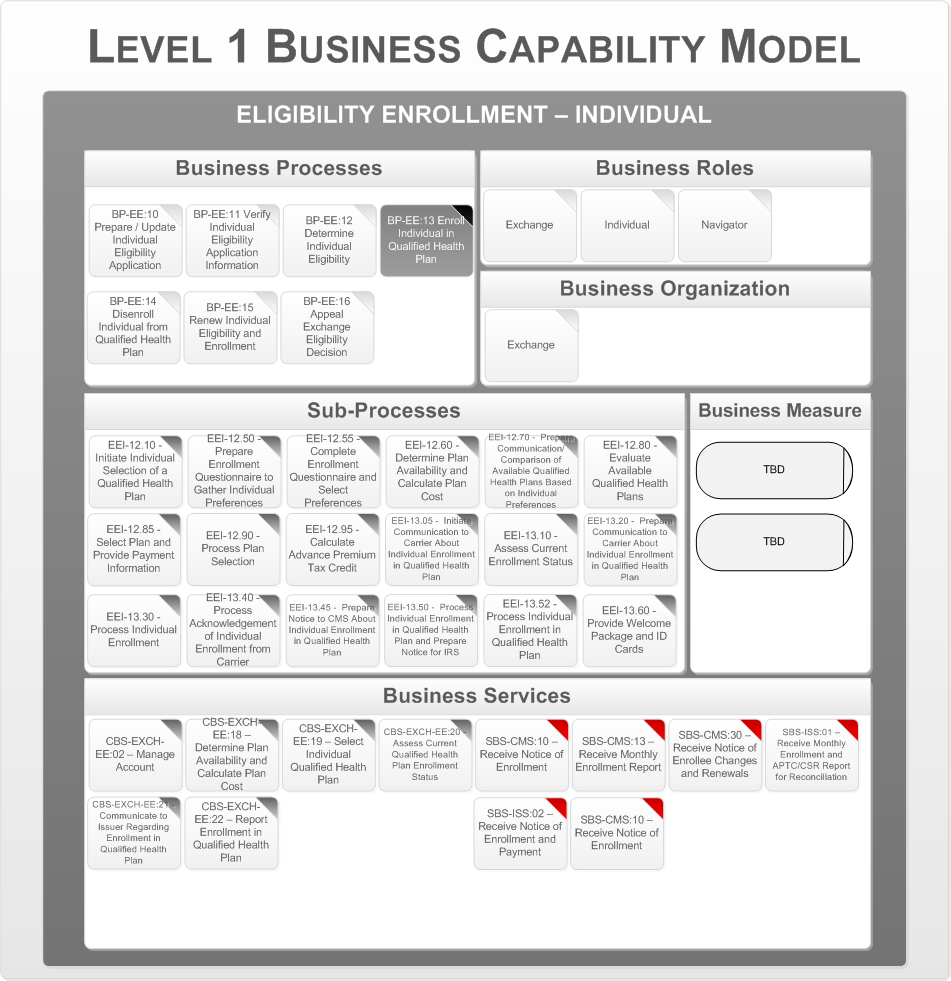 LEVEL 1 BUSINESS CAPABILITY MODEL
ELIGIBILITY ENROLLMENT – INDIVIDUAL
Business Processes
BP-EE:10
Prepare / Update
Individual
Eligibility
Application
BP-EE:11 Verify
Individual
Eligibility
Application
Information
BP-EE:12
Determine
Individual
Eligibility
BP-EE:13 Enroll
Individual in
Qualified Health
Plan
BP-EE:14
Disenroll
Individual from
Qualified Health
Plan
BP-EE:15
Renew Individual
Eligibility and
Enrollment
BP-EE:16
Appeal
Exchange
Eligibility
Decision
Business Roles
Exchange
Individual
Navigator
Business Organization
Exchange
Sub-Processes
EEI-12.10 -
Initiate Individual
Selection of a
Qualified Health
Plan
EEI-12.50 -
Prepare
Enrollment
Questionnaire to
Gather Individual
Preferences
EEI-12.55 -
Complete
Enrollment
Questionnaire and
Select
Preferences
EEI-12.60 -
Determine Plan
Availability and
Calculate Plan
Cost
EEI-12.70 - Prepare
Communication/
Comparison of
Available Qualified
Health Plans Based
on Individual
Preferences
EEI-12.80 -
Evaluate
Available
Qualified Health
Plans
EEI-12.85 -
Select Plan and
Provide Payment
Information
EEI-12.90 -
Process Plan
Selection
EEI-12.95 -
Calculate
Advance Premium
Tax Credit
EEI-13.05 - Initiate
Communication to
Carrier About
Individual Enrollment
in Qualified Health
Plan
EEI-13.10 -
Assess Current
Enrollment Status
EEI-13.20 - Prepare
Communication to
Carrier About
Individual Enrollment
in Qualified Health
Plan
EEI-13.30 -
Process Individual
Enrollment
EEI-13.40 -
Process
Acknowledgement
of Individual
Enrollment from
Carrier
EEI-13.45 - Prepare
Notice to CMS About
Individual Enrollment
in Qualified Health
Plan
EEI-13.50 - Process
Individual Enrollment
in Qualified Health
Plan and Prepare
Notice for IRS
EEI-13.52 -
Process Individual
Enrollment in
Qualified Health
Plan
EEI-13.60 -
Provide Welcome
Package and ID
Cards
Business Measure
TBD
TBD
Business Services
CBS-EXCH-
EE:02 – Manage
Account
CBS-EXCH-
EE:18 –
Determine Plan
Availability and
Calculate Plan
Cost
CBS-EXCH-
EE:19 – Select
Individual
Qualified Health
Plan
CBS-EXCH-EE:20 -
Assess Current
Qualified Health
Plan Enrollment
Status
SBS-CMS:10 –
Receive Notice of
Enrollment
SBS-CMS:13 –
Receive Monthly
Enrollment Report
SBS-CMS:30 –
Receive Notice of
Enrollee Changes
and Renewals
SBS-ISS:01 –
Receive Monthly
Enrollment and
APTC/CSR Report
for Reconciliation
CBS-EXCH-EE:21 -
Communicate to
Issuer Regarding
Enrollment in
Qualified Health
Plan
CBS-EXCH-
EE:22 – Report
Enrollment in
Qualified Health
Plan
SBS-ISS:02 –
Receive Notice of
Enrollment and
Payment
SBS-CMS:10 –
Receive Notice of
Enrollment